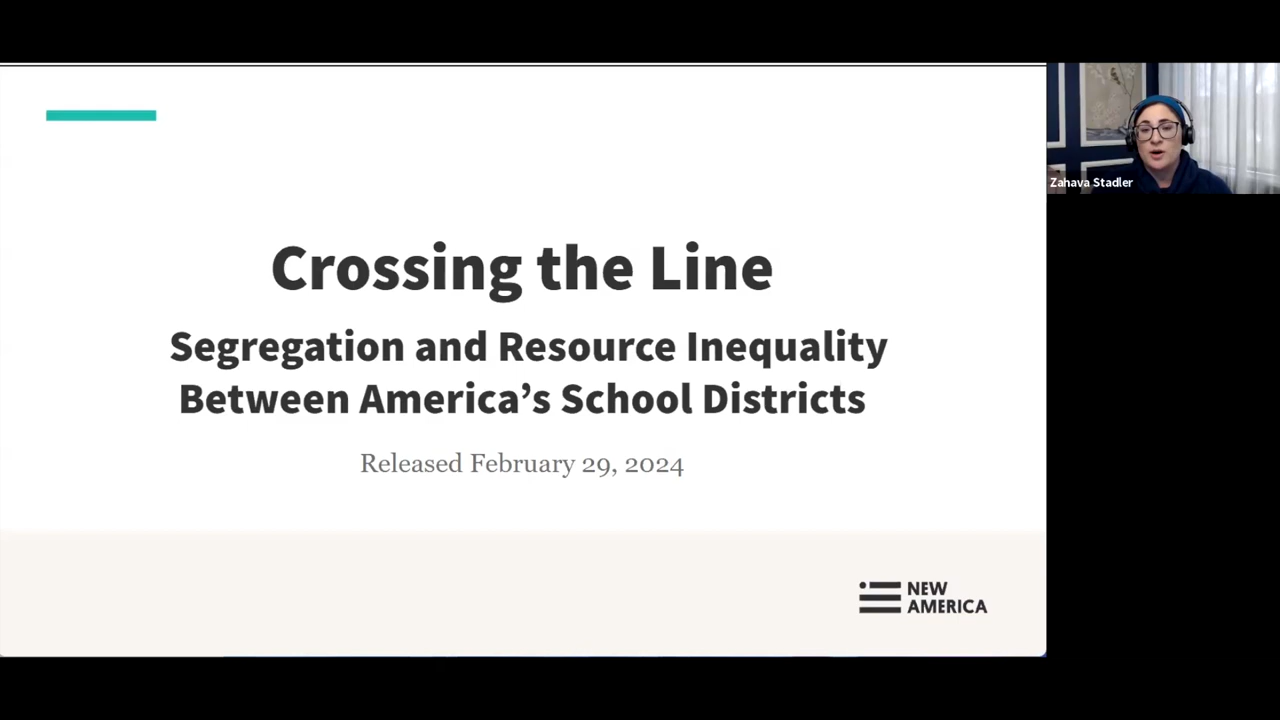 Crossing the Line
Segregation and Resource Inequality
Between America’s School Districts
Released February 29, 2024
NEW
AMERICA
Zahava Stadler